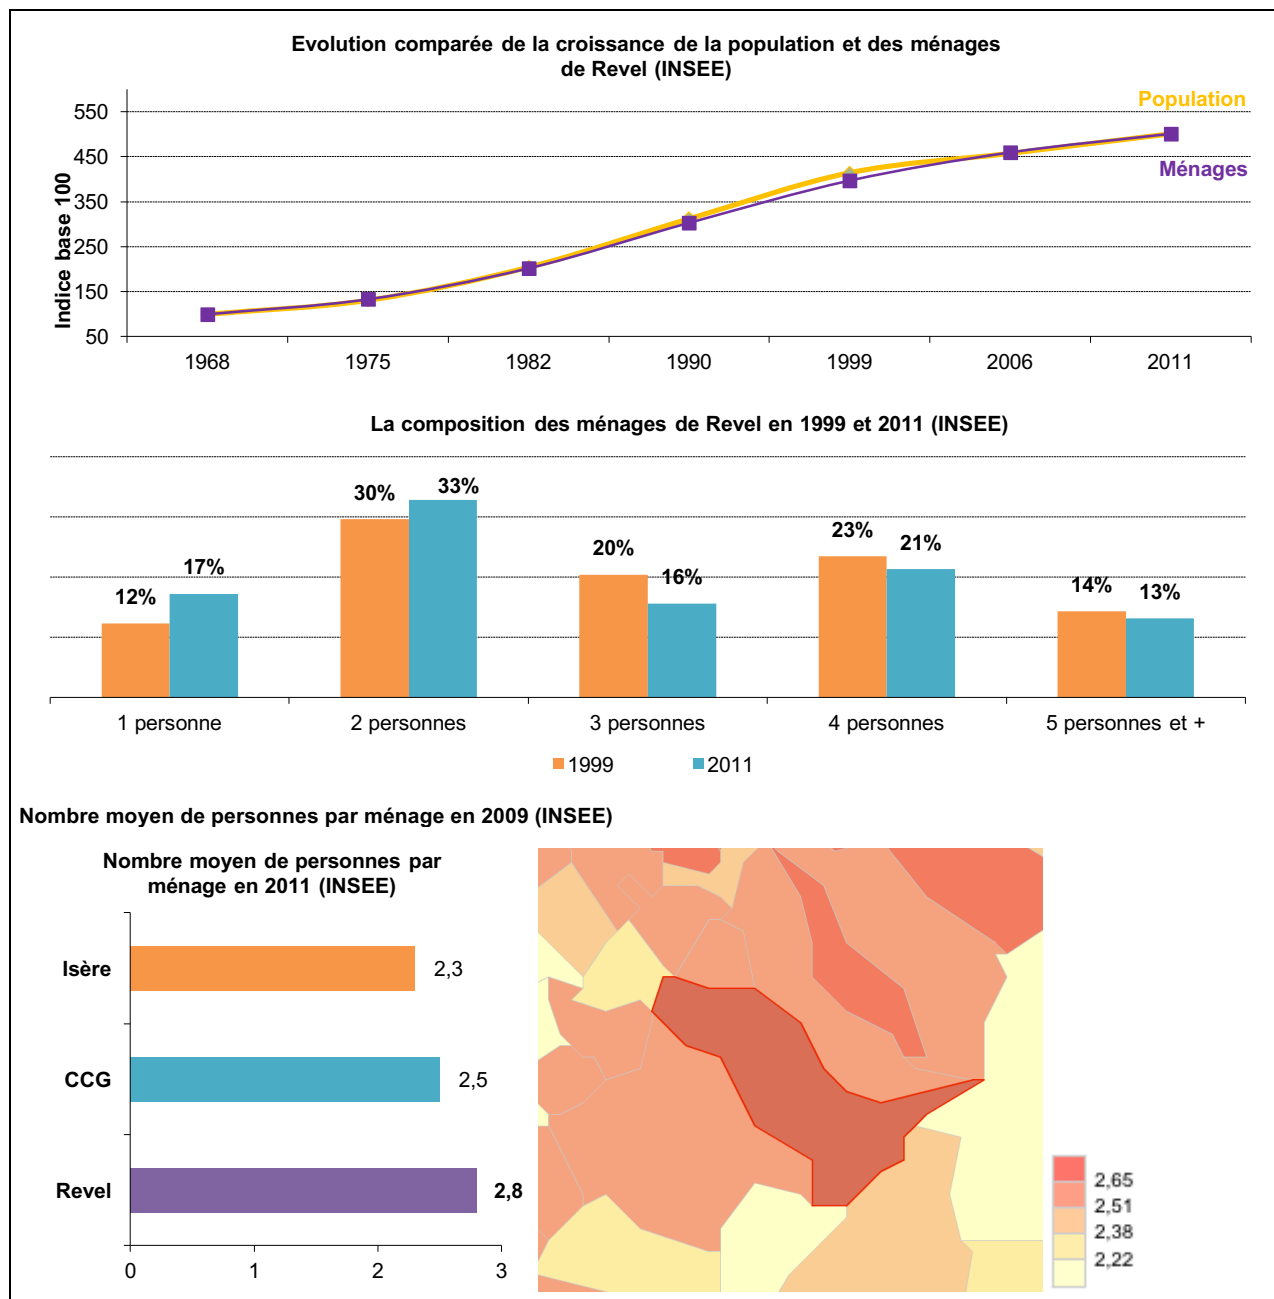 Evolution comparée de la croissance de la population et des ménages
de Revel (INSEE)
Indice base 100
550
450
350
250
150
50
Population
Ménages
1968 1975 1982 1990 1999 2006 2011
La composition des ménages de Revel en 1999 et 2011 (INSEE)
12% 17% 30% 33% 20% 16% 23% 21% 14% 13%
1 personne 2 personnes 3 personnes 4 personnes 5 personnes et +
1999 2011
Nombre moyen de personnes par ménage en 2009 (INSEE)
Nombre moyen de personnes par
ménage en 2011 (INSEE)
Isère 2,3
CCG 2,5
Revel 2,8
0 1 2 3
2,65
2,51
2,38
2,22